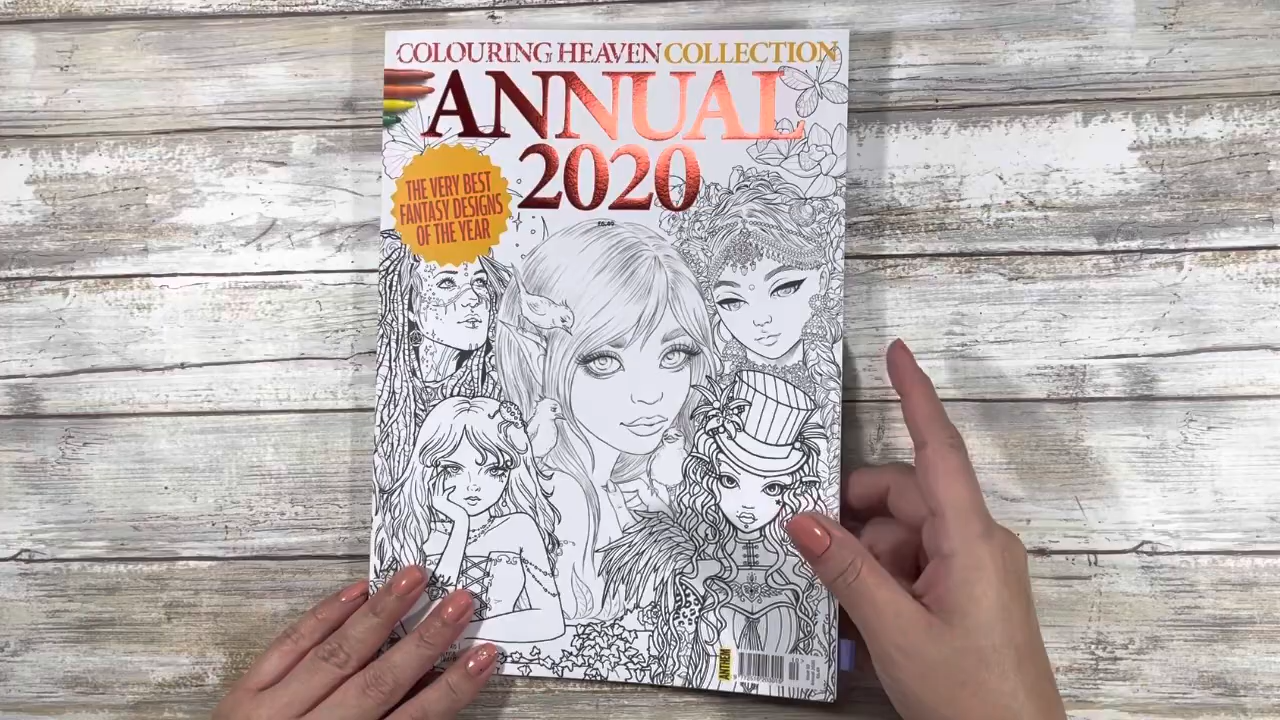 COLOURING HEAVEN COLLECTION
ANNUAL
2020
THE VERY BEST
FANTASY DESIGNS
OF THE YEAR
ANTHEM